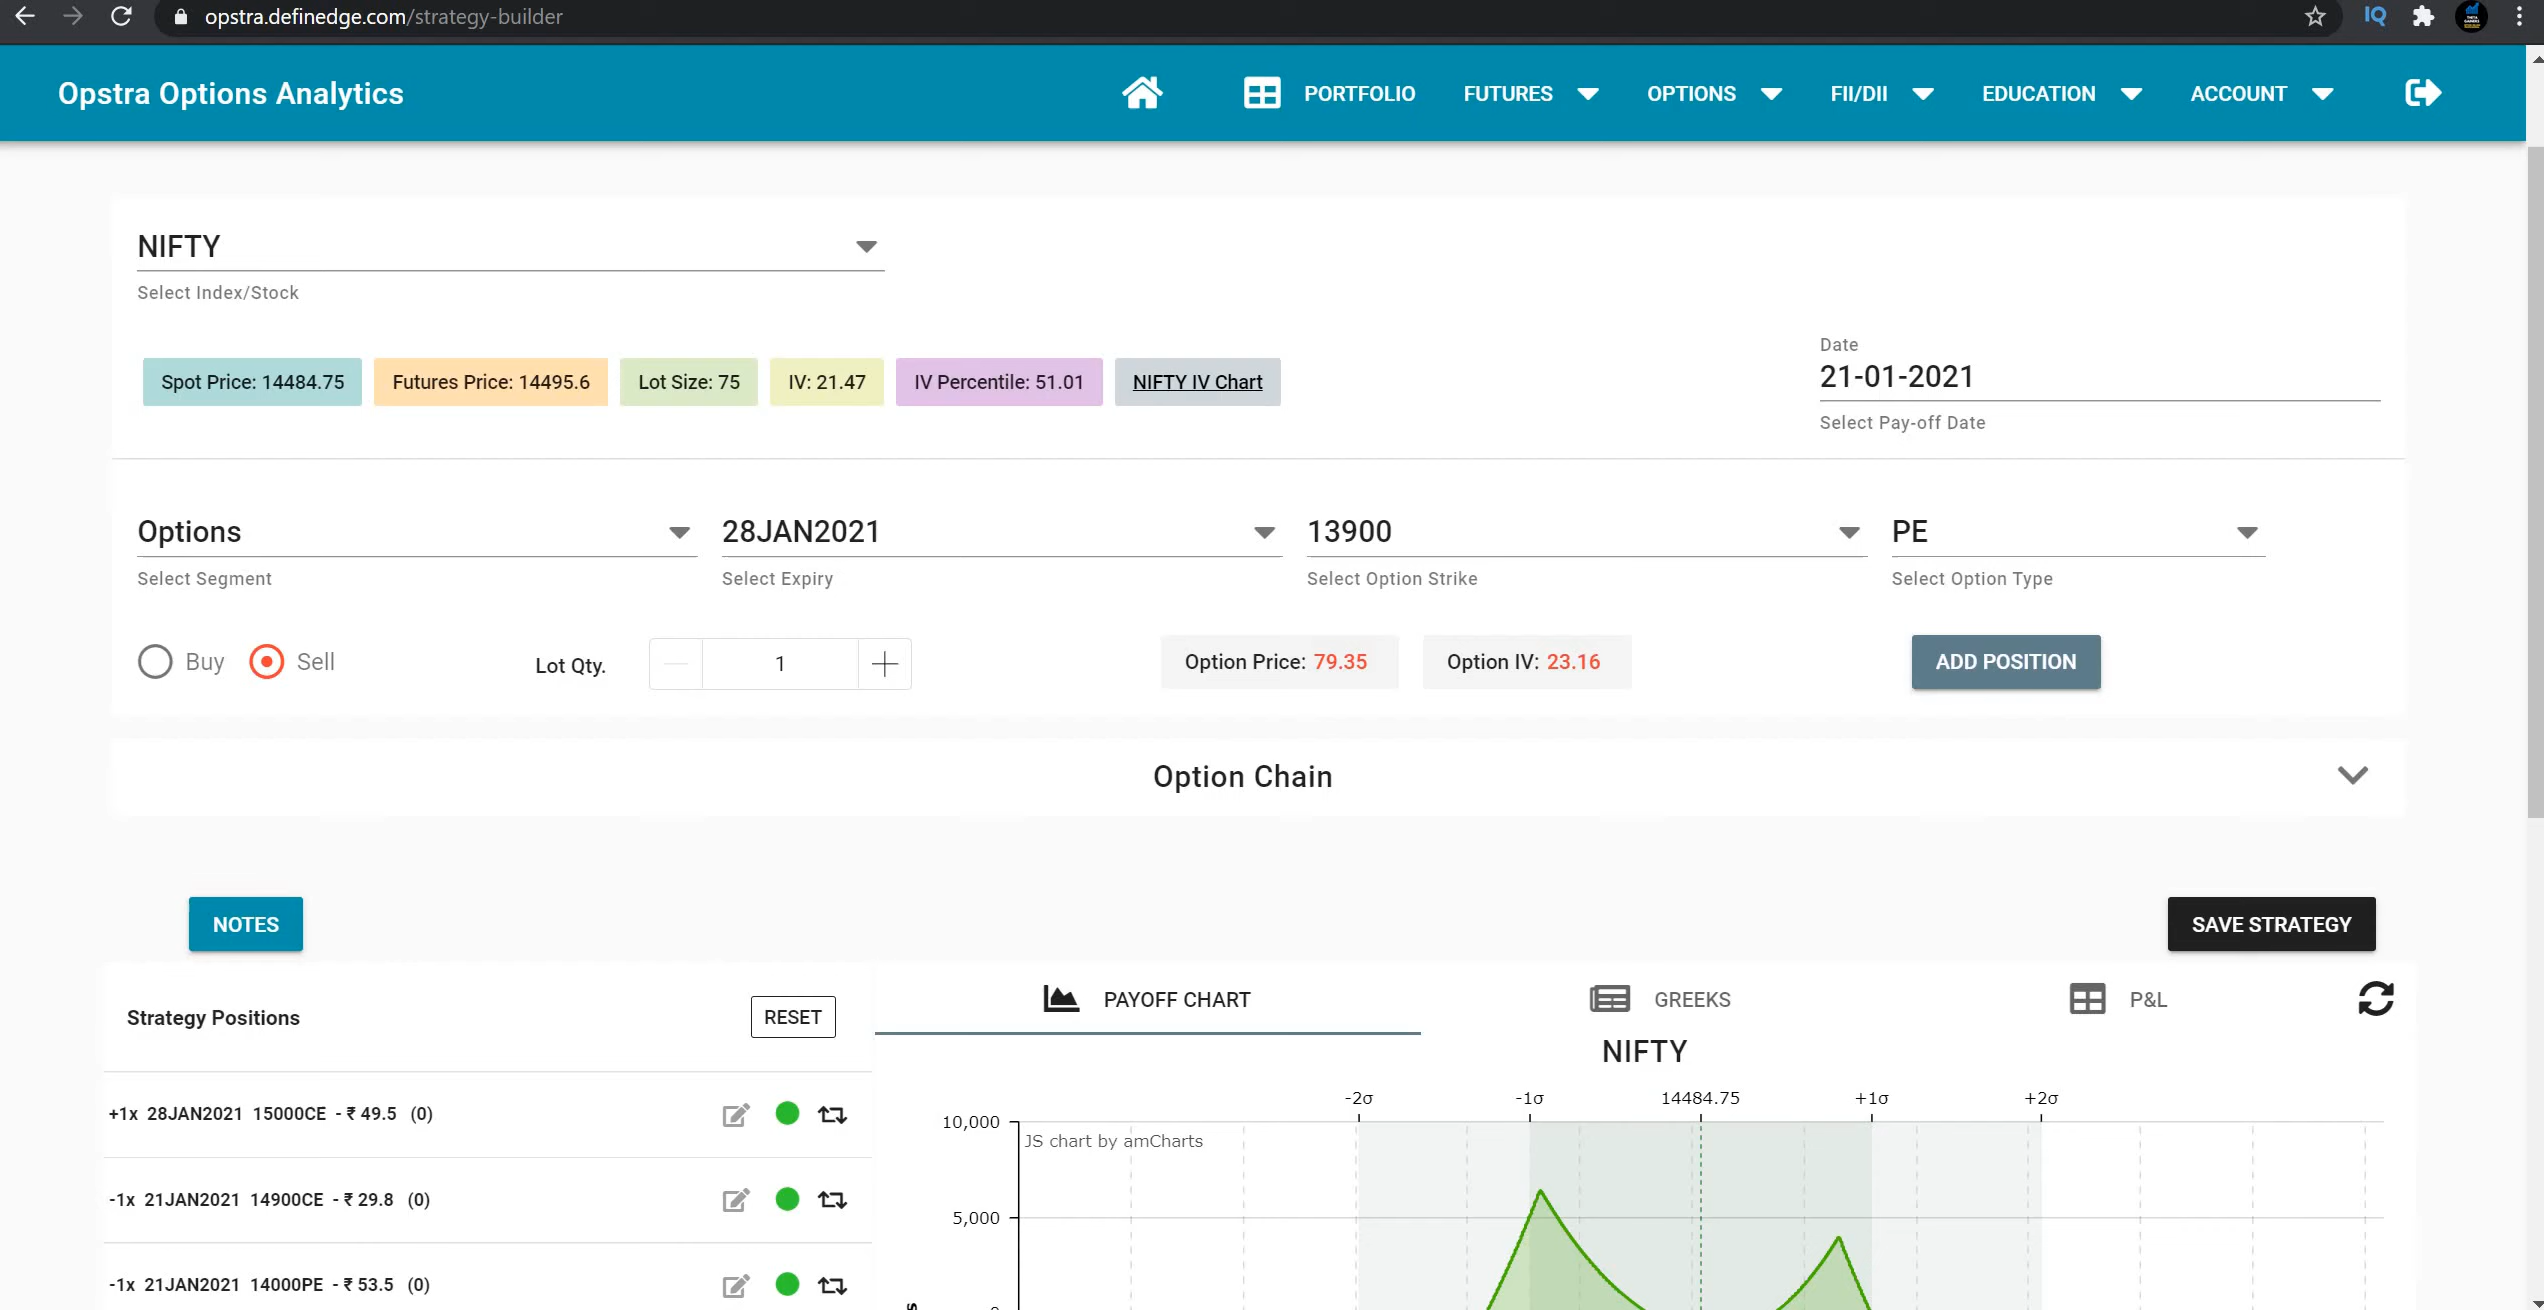 opstra.definedge.com/strategy-builder
IQ
Opstra Options Analytics
PORTFOLIO
FUTURES
OPTIONS
FII/DII
EDUCATION
ACCOUNT
NIFTY
Select Index/Stock
Spot Price: 14484.75
Futures Price: 14495.6
Lot Size: 75
IV: 21.47
IV Percentile: 51.01
NIFTY IV Chart
Date
21-01-2021
Select Pay-off Date
Options
28JAN2021
13900
PE
Select Segment
Select Expiry
Select Option Strike
Select Option Type
Buy
Sell
Lot Qty.
1
Option Price: 79.35
Option IV: 23.16
ADD POSITION
Option Chain
NOTES
SAVE STRATEGY
Strategy Positions
RESET
+1x 28JAN2021 15000CE - ₹ 49.5 (0)
-1x 21JAN2021 14900CE - ₹ 29.8 (0)
-1x 21JAN2021 14000PE - ₹ 53.5 (0)
PAYOFF CHART
GREEKS
P&L
NIFTY
-2σ
-1σ
14484.75
+1σ
+2σ
10,000
JS chart by amCharts
5,000